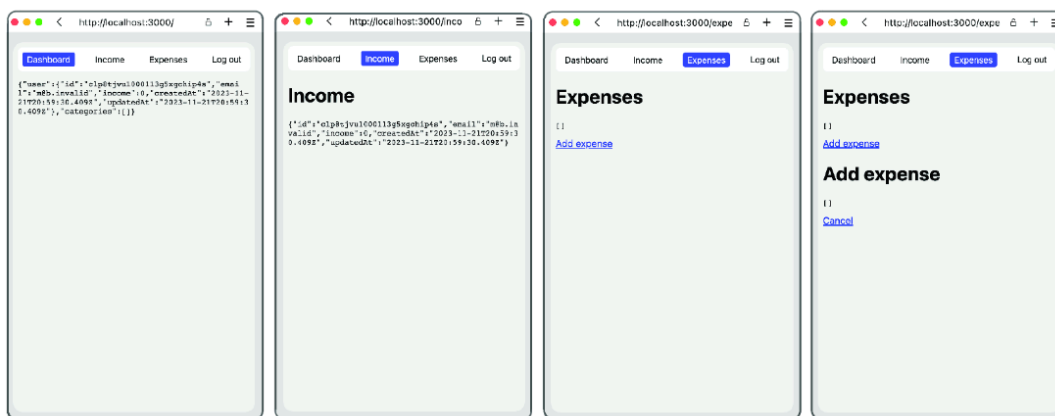 http://localhost:3000/
Dashboard Income Expenses Log out
{"user":{"id":"clp8tjvu1000113g5xgchip4s","emai
l":"m@b.invalid","income":0,"createdAt":"2023-11-
21T20:59:30.409Z","updatedAt":"2023-11-21T20:59:3
0.409Z"},"categories":[]}
http://localhost:3000/inco
Dashboard Income Expenses Log out
Income
{"id":"clp8tjvu1000113g5xgchip4s","email":"m@b.in
valid","income":0,"createdAt":"2023-11-21T20:59:3
0.409Z","updatedAt":"2023-11-21T20:59:30.409Z"}
http://localhost:3000/expe
Dashboard Income Expenses Log out
Expenses
[]
Add expense
http://localhost:3000/expe
Dashboard Income Expenses Log out
Expenses
[]
Add expense
Add expense
[]
Cancel